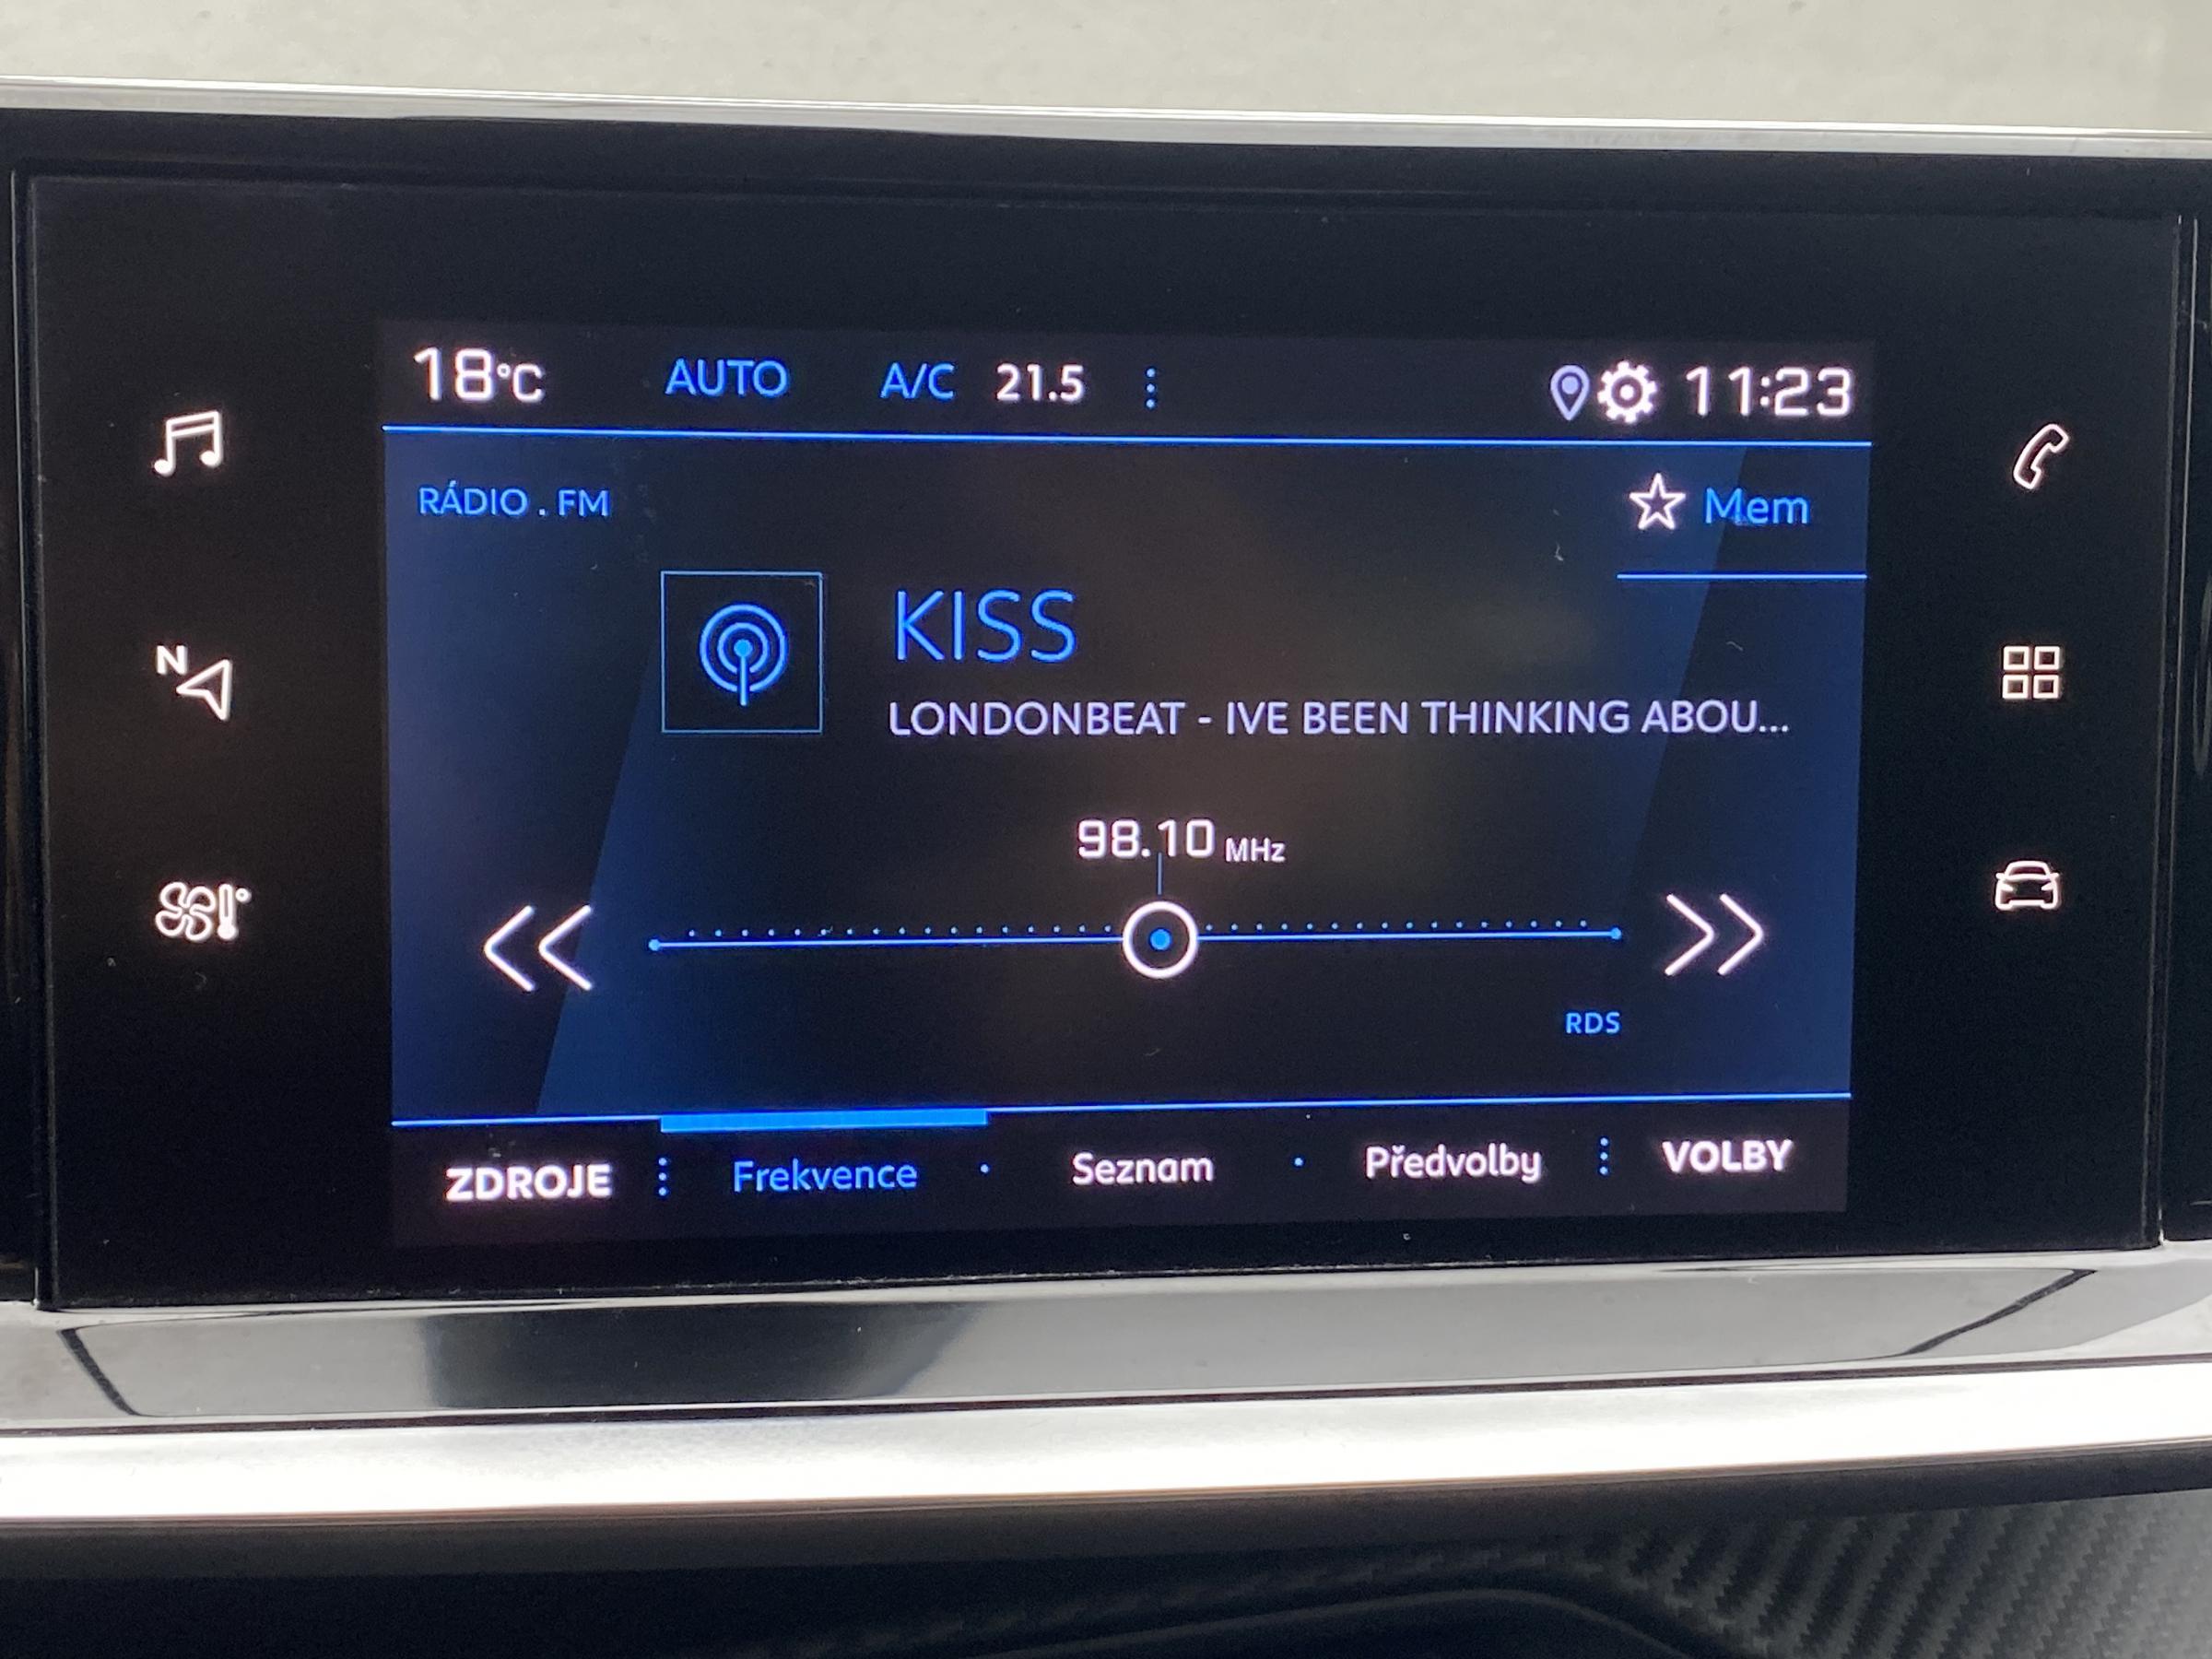 18°C AUTO A/C 21.5 11:23
RÁDIO . FM
Mem
KISS
N
LONDONBEAT - IVE BEEN THINKING ABOU...
98.10 MHz
RDS
ZDROJE Frekvence Seznam Předvolby VOLBY